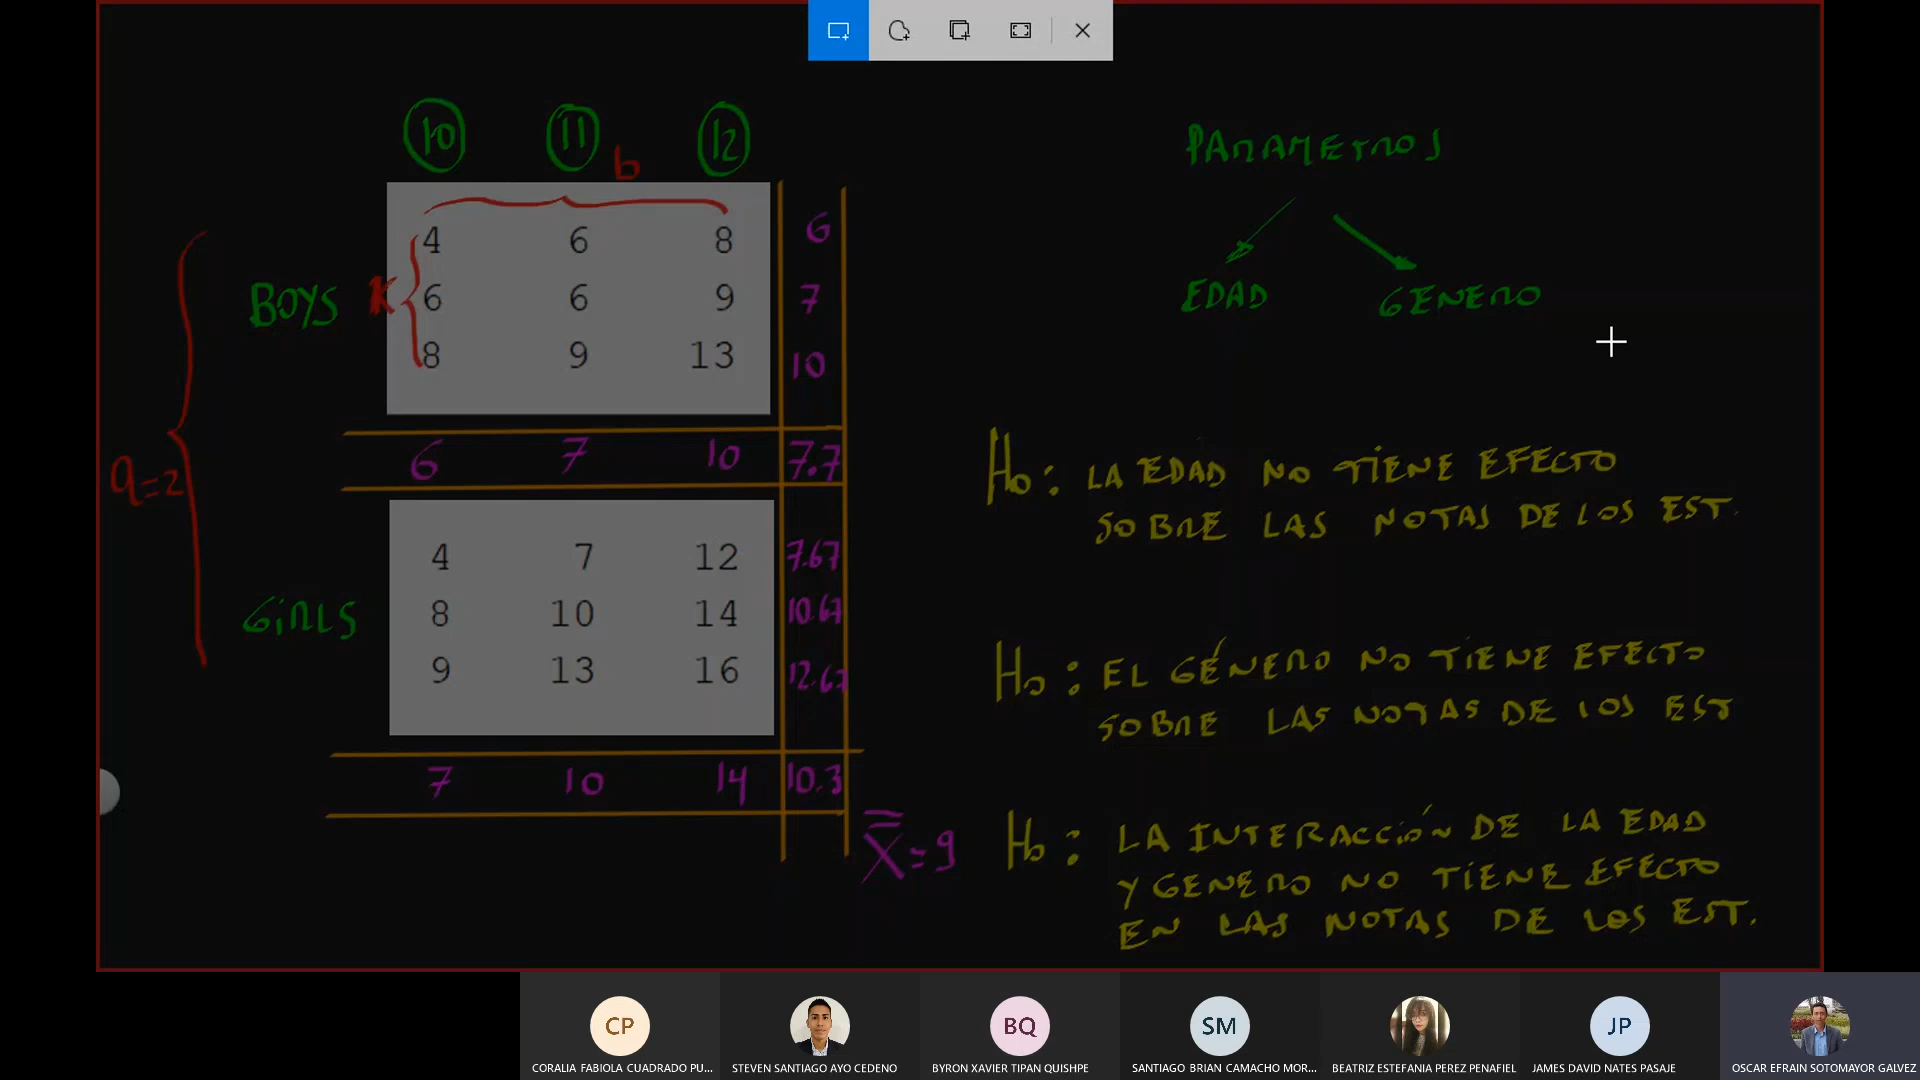 10 11 12
b
4 6 8 6
BOYS K 6 6 9 7
8 9 13 10
6 7 10 7.7
a=2
4 7 12 7.67
GiRLS 8 10 14 10.67
9 13 16 12.67
7 10 14 10.3
X=9
PARAMETROS
EDAD GENERO
Ho: LA EDAD NO TIENE EFECTO
SOBRE LAS NOTAS DE LOS EST.
Ho: EL GÉNERO NO TIENE EFECTO
SOBRE LAS NOTAS DE LOS EST
Ho: LA INTERACCIÓN DE LA EDAD
Y GENERO NO TIENE EFECTO
EN LAS NOTAS DE LOS EST.
CP BQ SM JP
CORALIA FABIOLA CUADRADO PU... STEVEN SANTIAGO AYO CEDENO BYRON XAVIER TIPAN QUISHPE SANTIAGO BRIAN CAMACHO MOR... BEATRIZ ESTEFANIA PEREZ PENAFIEL JAMES DAVID NATES PASAJE OSCAR EFRAIN SOTOMAYOR GALVEZ